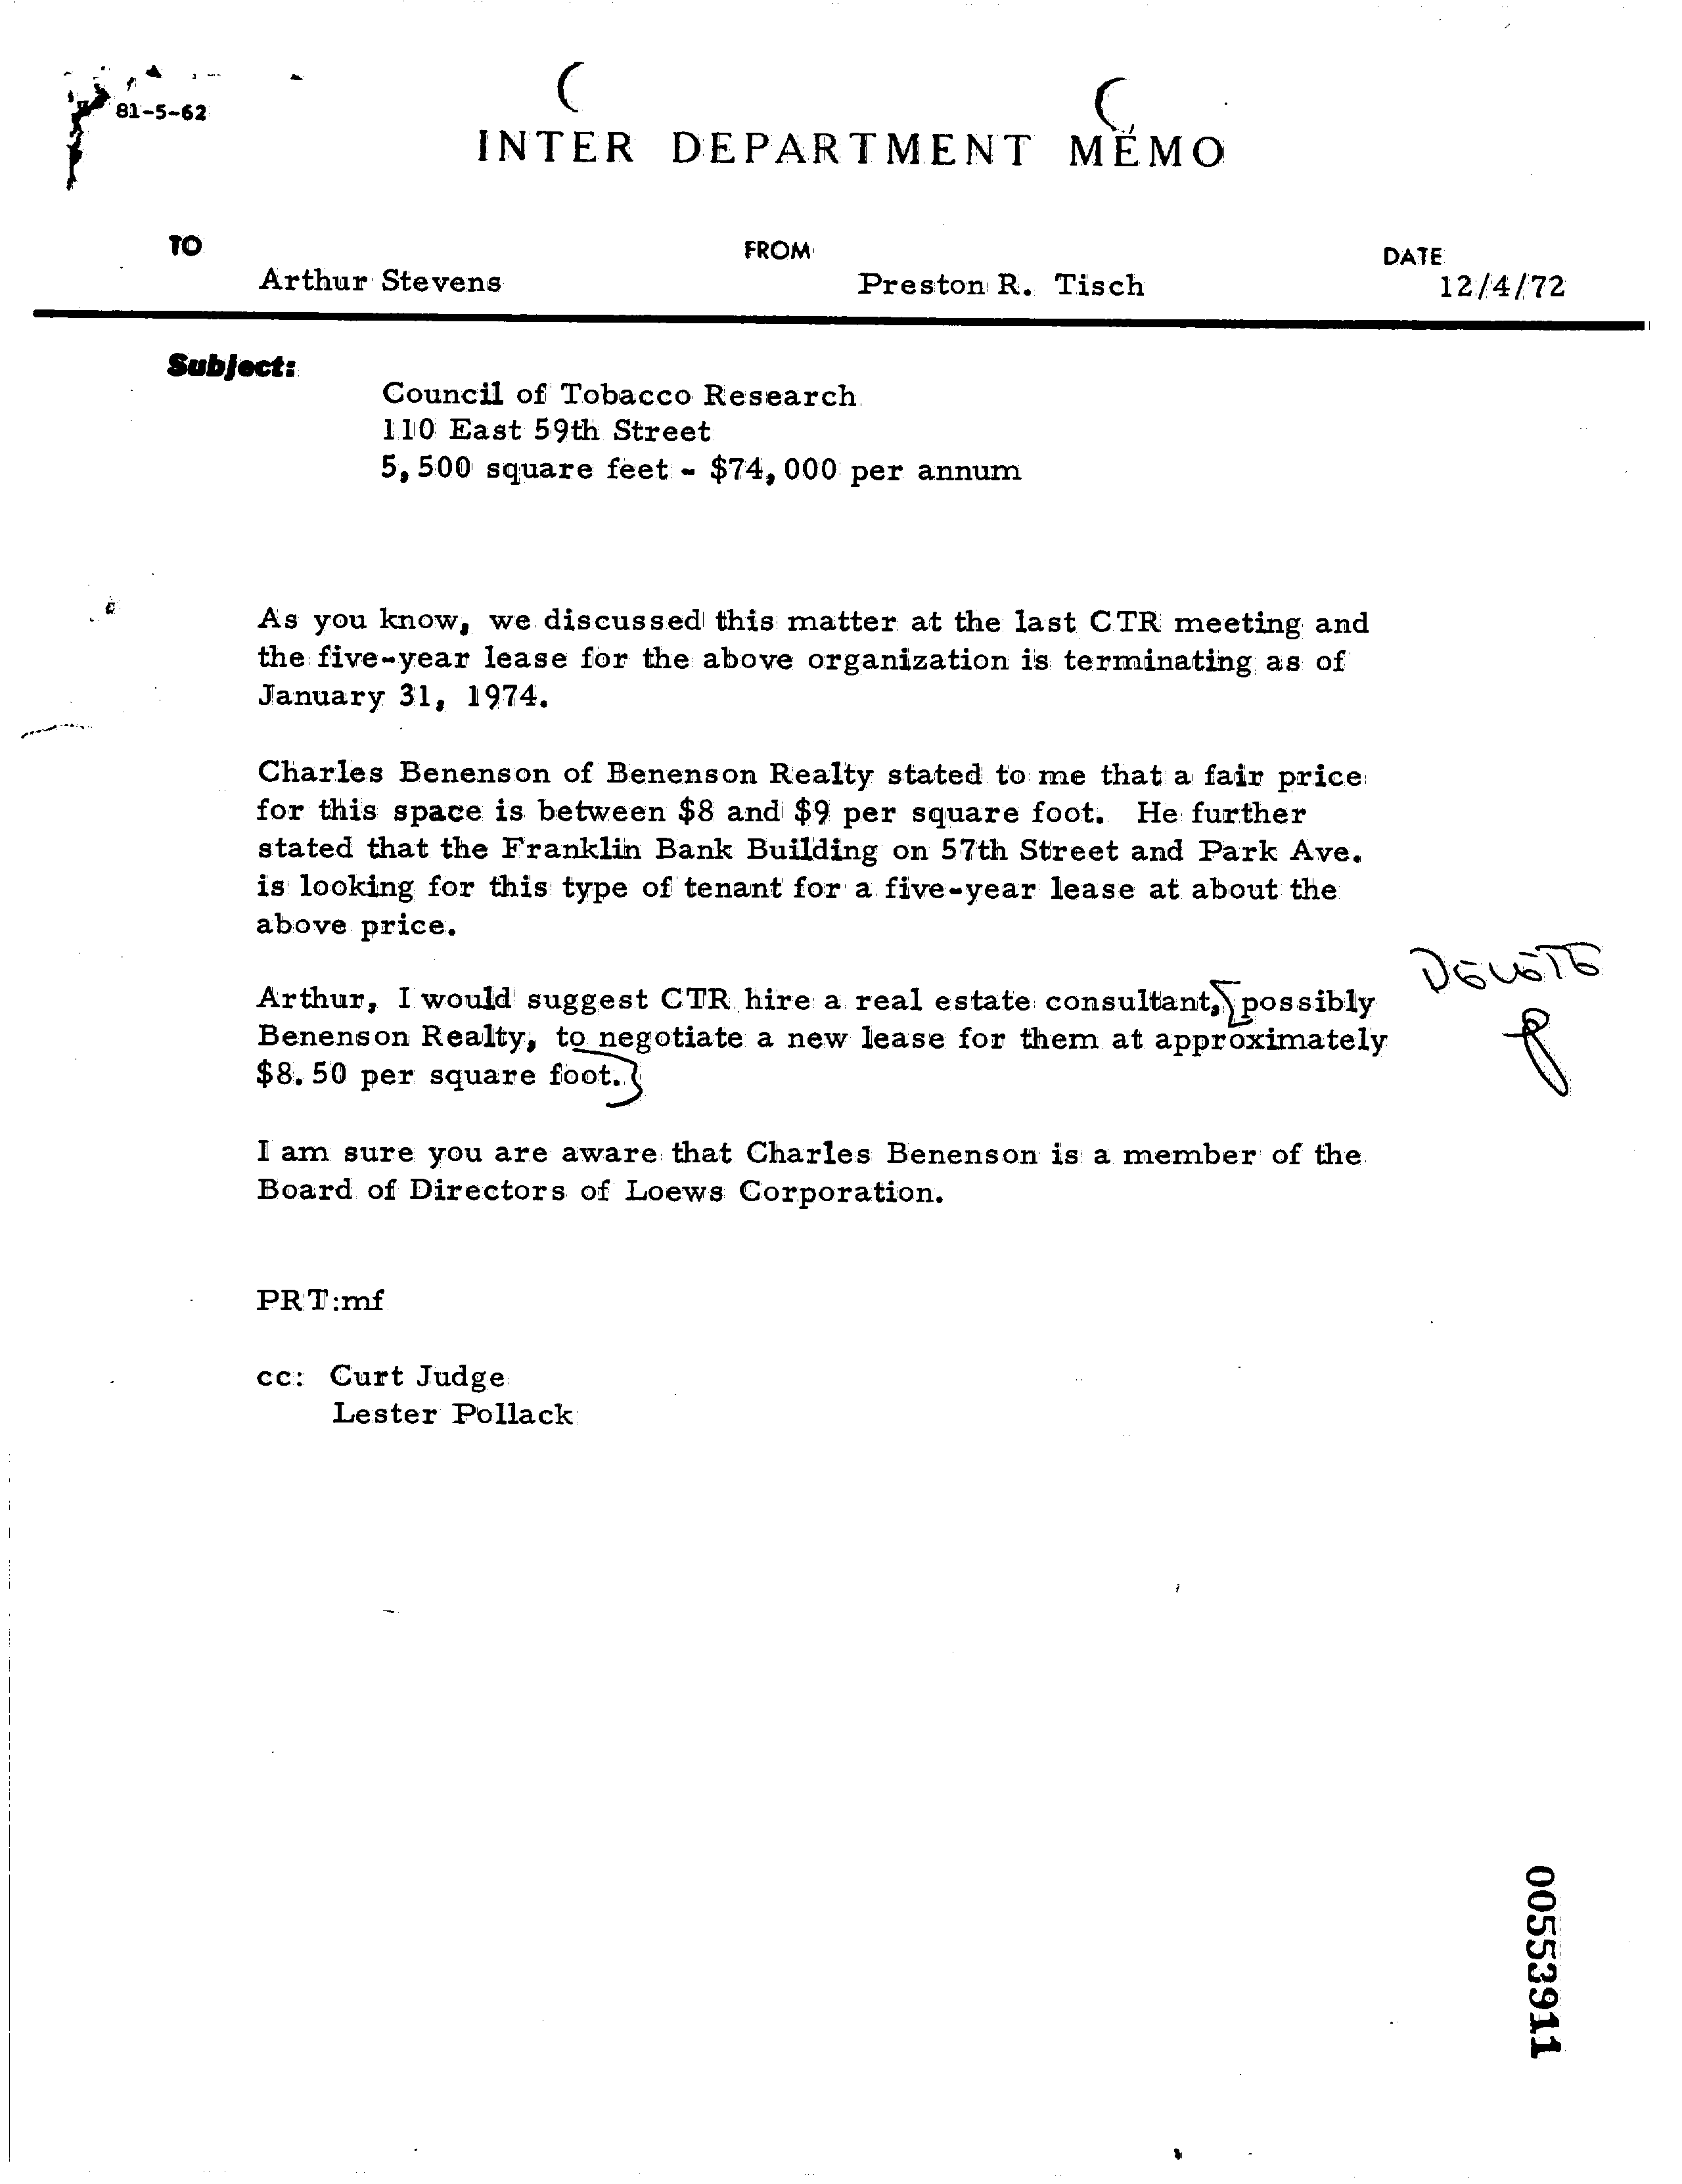 81-5-62
INTER DEPARTMENT MEMO
TO FROM DATE
Arthur Stevens Preston R. Tisch 12/4/72
Subject:
Council of Tobacco Research
110 East 59th Street
5,500 square feet - $74,000 per annum
As you know, we discussed this matter at the last CTR meeting and
the five-year lease for the above organization is terminating as of
January 31, 1974.
Charles Benenson of Benenson Realty stated to me that a fair price
for this space is between $8 and $9 per square foot. He further
stated that the Franklin Bank Building on 57th Street and Park Ave.
is looking for this type of tenant for a five-year lease at about the
above price.
DELETE
Arthur, I would suggest CTR hire a real estate consultant, possibly
Benenson Realty, to negotiate a new lease for them at approximately
$8.50 per square foot.
I am sure you are aware that Charles Benenson is a member of the
Board of Directors of Loews Corporation.
PRT:mf
cc: Curt Judge
Lester Pollack
00553911